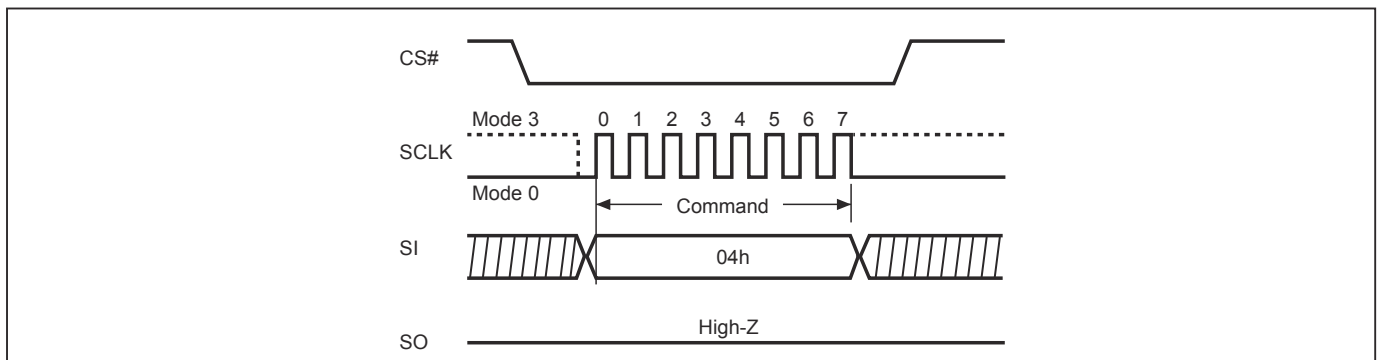 CS#
Mode 3 0 1 2 3 4 5 6 7
SCLK
Mode 0
Command
SI
04h
High-Z
SO